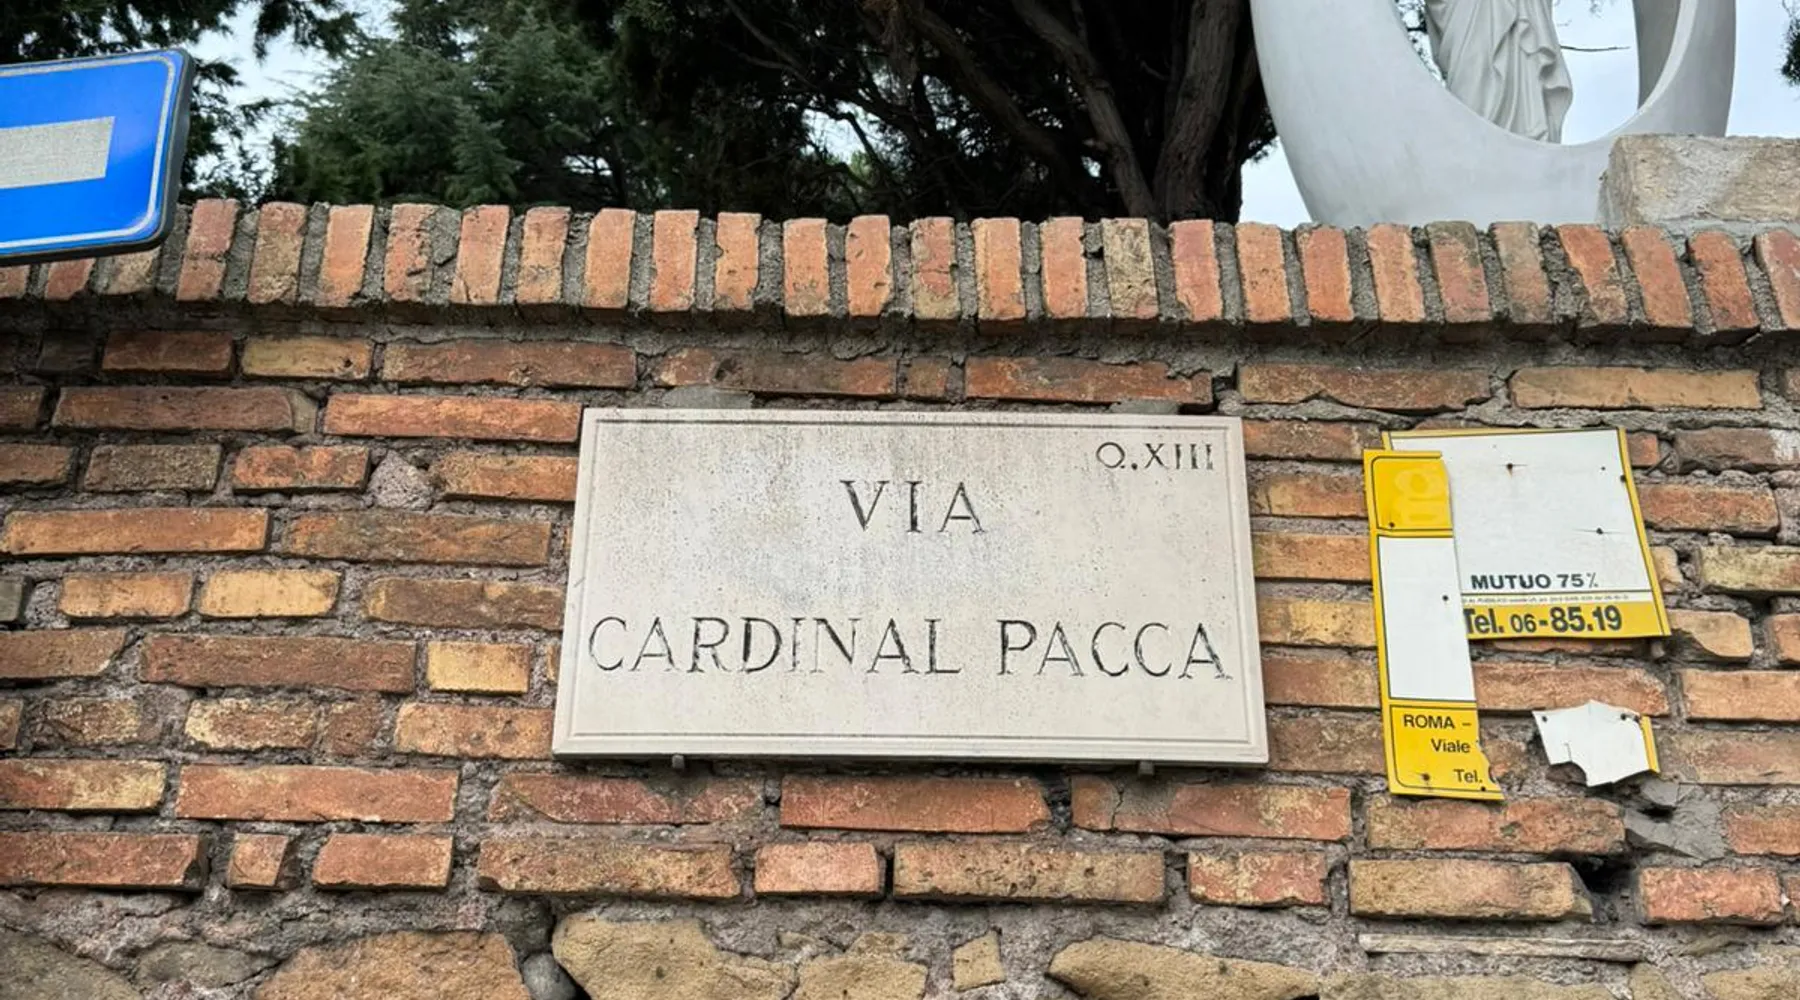 Q.XIII
VIA
CARDINAL PACCA
MUTUO 75%
Tel. 06-85.19
ROMA -
Viale
Tel.